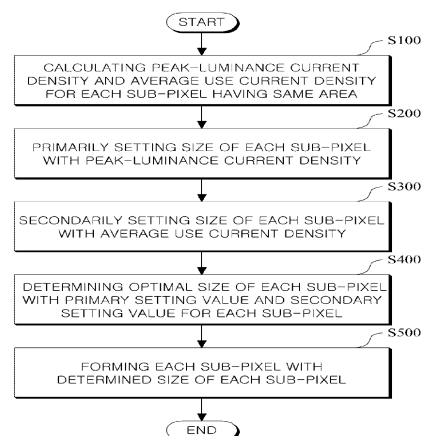 START
S100
CALCULATING PEAK-LUMINANCE CURRENT
DENSITY AND AVERAGE USE CURRENT DENSITY
FOR EACH SUB-PIXEL HAVING SAME AREA
S200
PRIMARILY SETTING SIZE OF EACH SUB-PIXEL
WITH PEAK-LUMINANCE CURRENT DENSITY
S300
SECONDARILY SETTING SIZE OF EACH SUB-PIXEL
WITH AVERAGE USE CURRENT DENSITY
S400
DETERMINING OPTIMAL SIZE OF EACH SUB-PIXEL
WITH PRIMARY SETTING VALUE AND SECONDARY
SETTING VALUE FOR EACH SUB-PIXEL
S500
FORMING EACH SUB-PIXEL WITH
DETERMINED SIZE OF EACH SUB-PIXEL
END